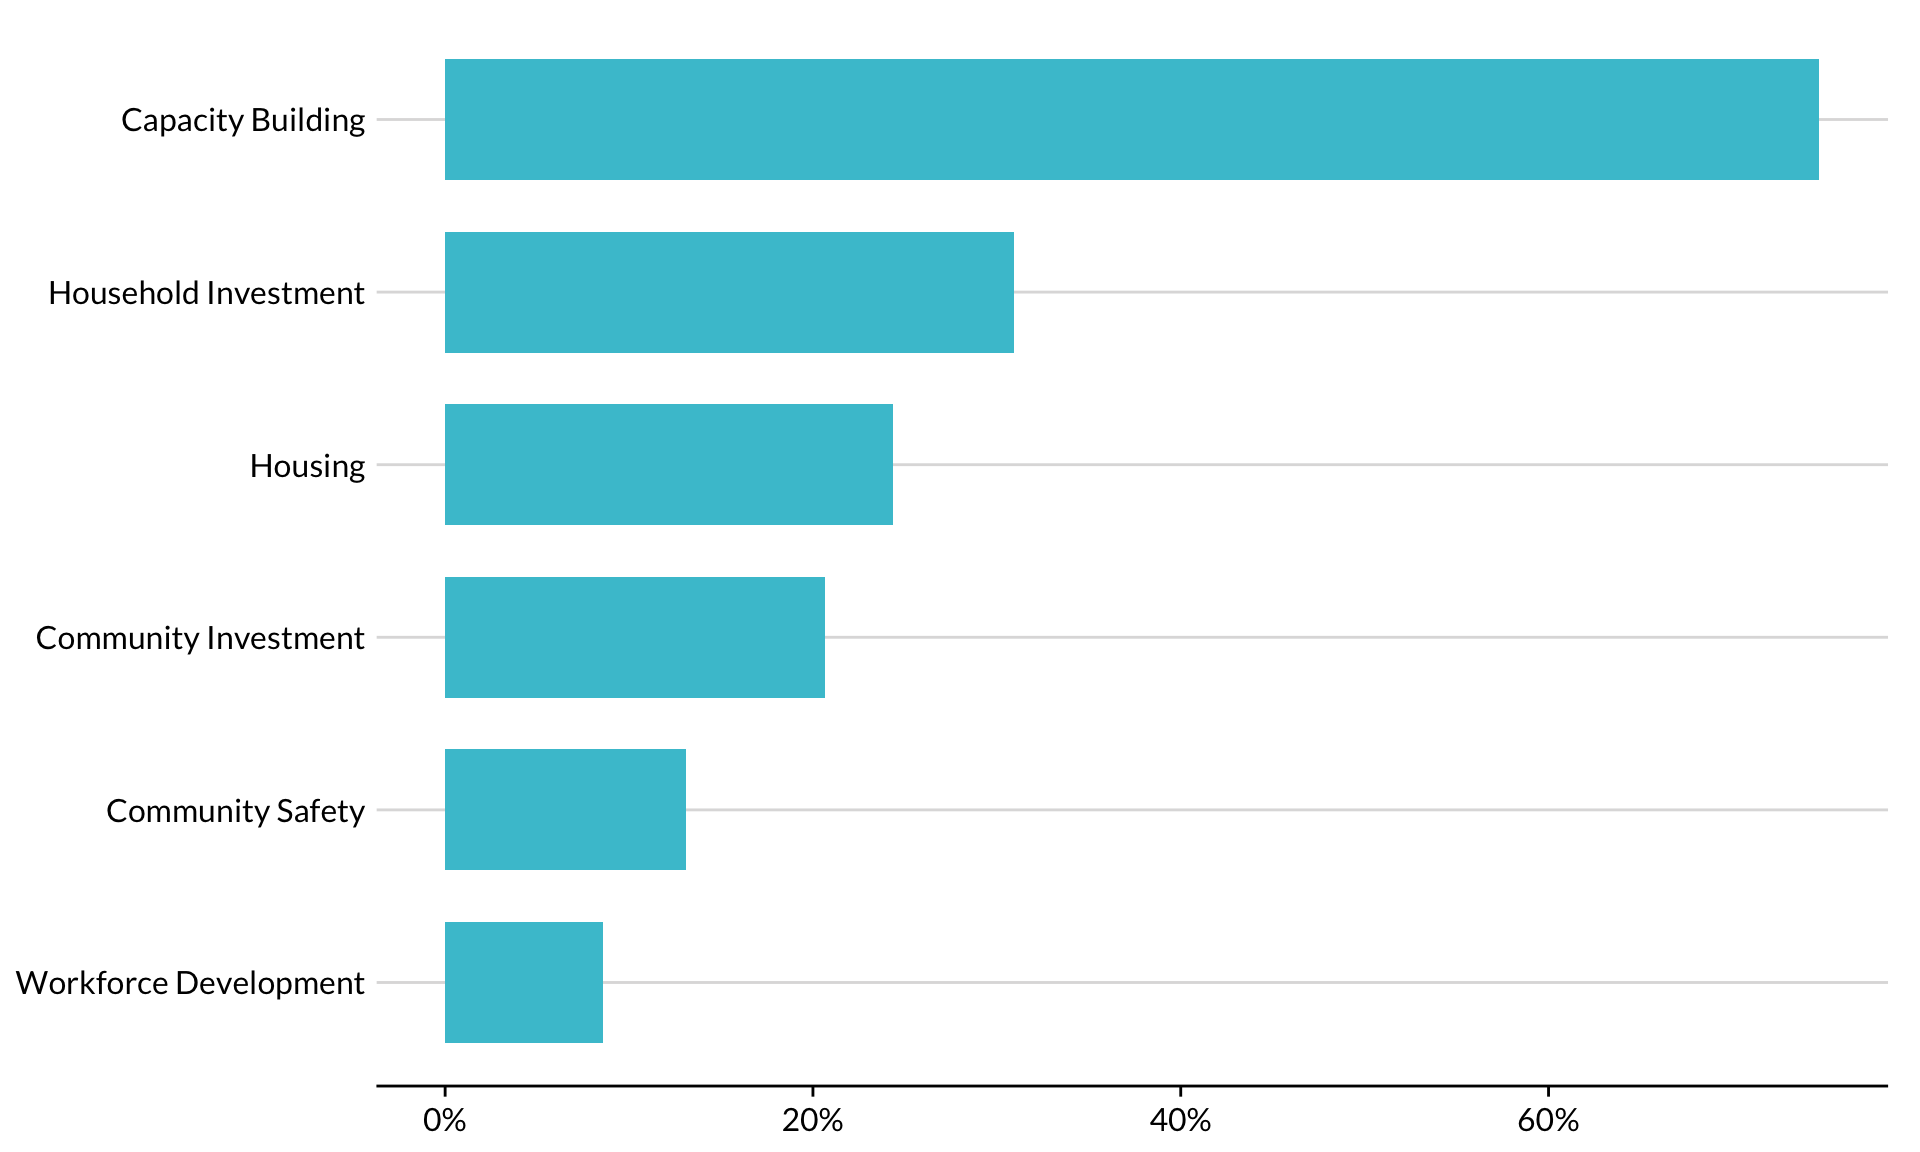 Capacity Building
Household Investment
Housing
Community Investment
Community Safety
Workforce Development
0% 20% 40% 60%